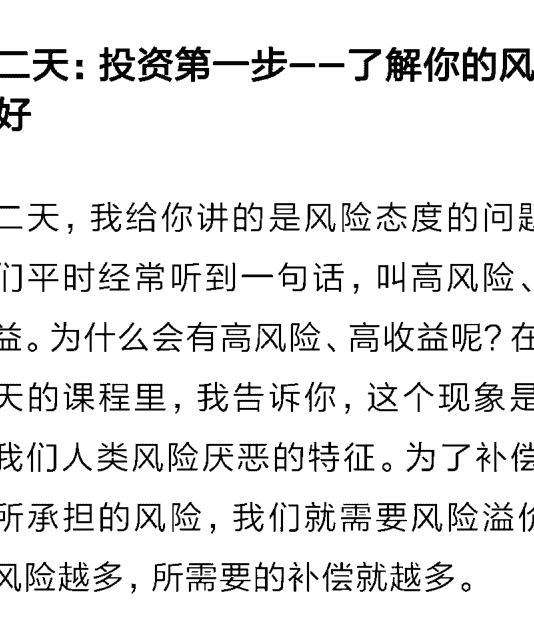 二天：投资第一步——了解你的风
好
二天，我给你讲的是风险态度的问题
们平时经常听到一句话，叫高风险、
益。为什么会有高风险、高收益呢？在
天的课程里，我告诉你，这个现象是
我们人类风险厌恶的特征。为了补偿
所承担的风险，我们就需要风险溢价
风险越多，所需要的补偿就越多。